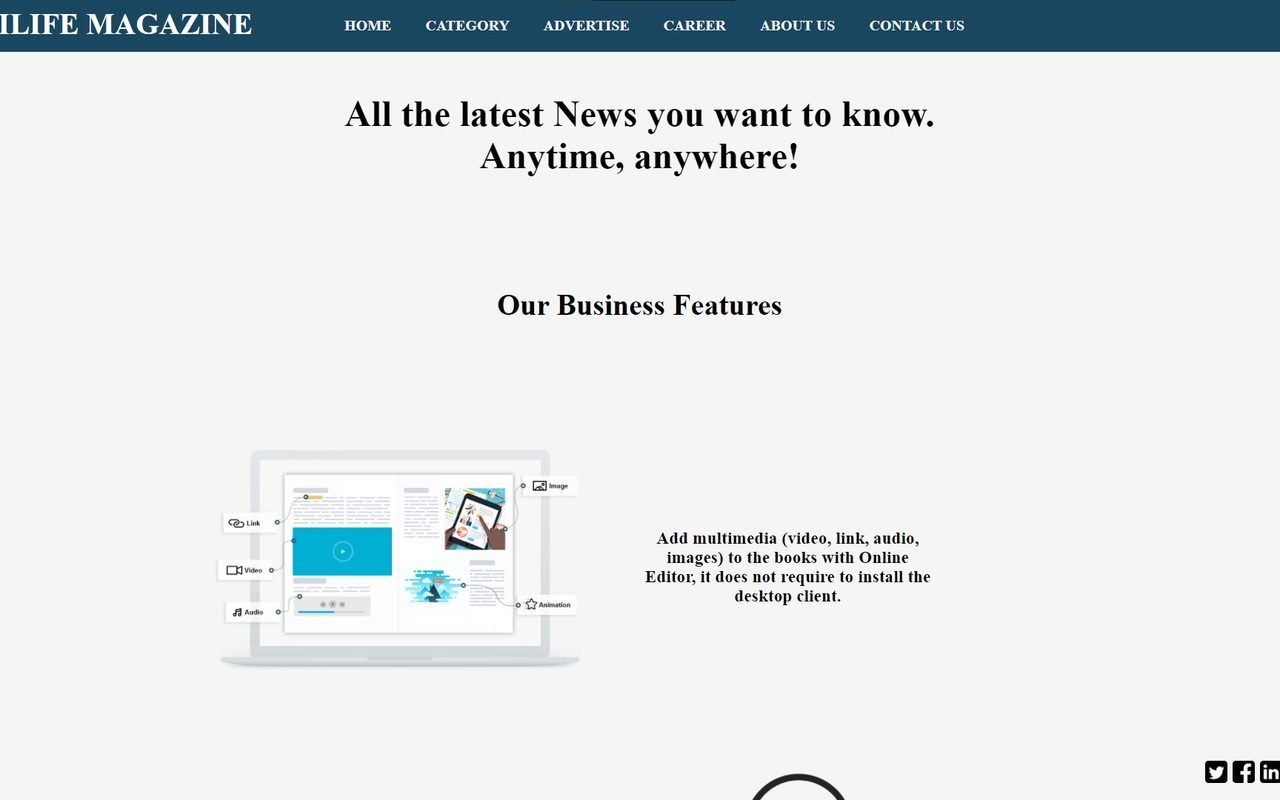 ILIFE MAGAZINE
HOME CATEGORY ADVERTISE CAREER ABOUT US CONTACT US
All the latest News you want to know.
Anytime, anywhere!
Our Business Features
Image
Link
Video
Audio
Animation
Add multimedia (video, link, audio,
images) to the books with Online
Editor, it does not require to install the
desktop client.
in